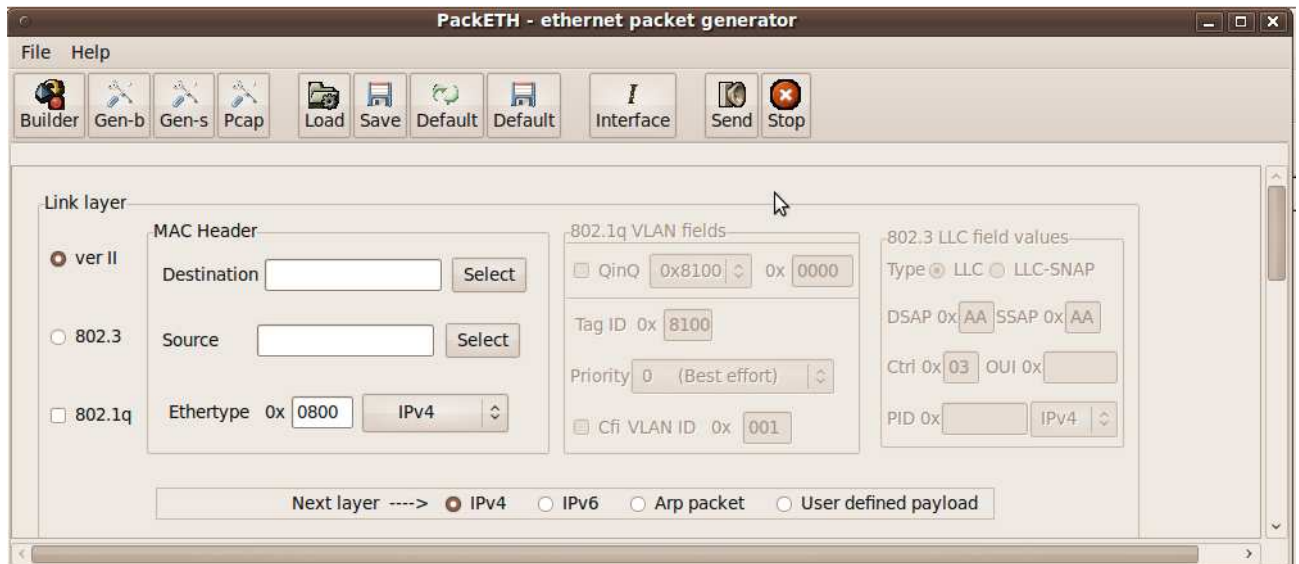 PackETH - ethernet packet generator
File Help
Builder Gen-b Gen-s Pcap Load Save Default Default Interface Send Stop
Link layer
ver II
802.3
802.1q
MAC Header
Destination Select
Source Select
Ethertype 0x 0800 IPv4
802.1q VLAN fields
QinQ 0x8100 0x 0000
Tag ID 0x 8100
Priority 0 (Best effort)
Cfi VLAN ID 0x 001
802.3 LLC field values
Type LLC LLC-SNAP
DSAP 0x AA SSAP 0x AA
Ctrl 0x 03 OUI 0x
PID 0x IPv4
Next layer ----> IPv4 IPv6 Arp packet User defined payload